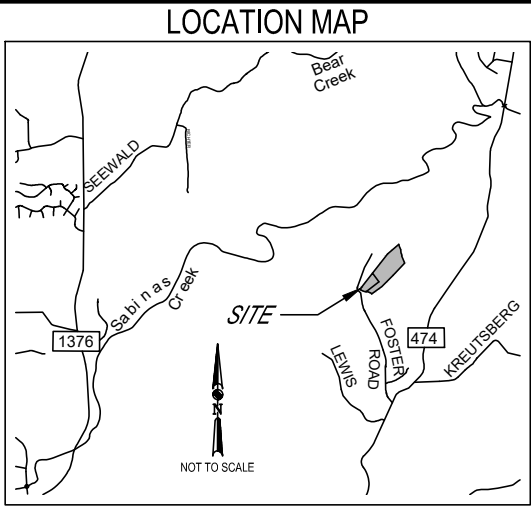 LOCATION MAP
Bear
Creek
SEEWALD
Sabinas
Creek
SITE
1376
474
FOSTER
ROAD
LEWIS
KREUTSBERG
N
NOT TO SCALE